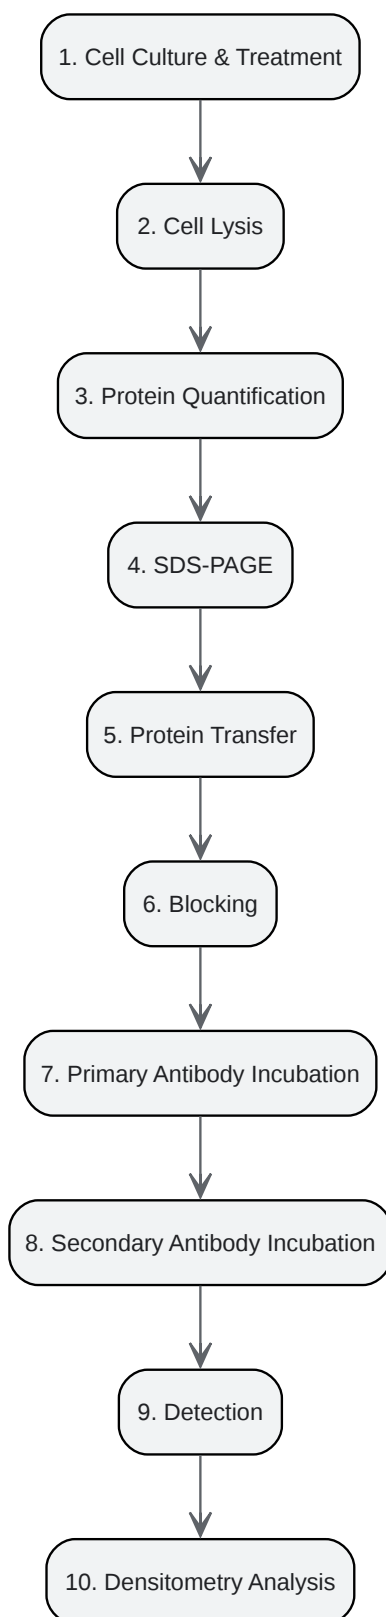 1. Cell Culture & Treatment
2. Cell Lysis
3. Protein Quantification
4. SDS-PAGE
5. Protein Transfer
6. Blocking
7. Primary Antibody Incubation
8. Secondary Antibody Incubation
9. Detection
10. Densitometry Analysis